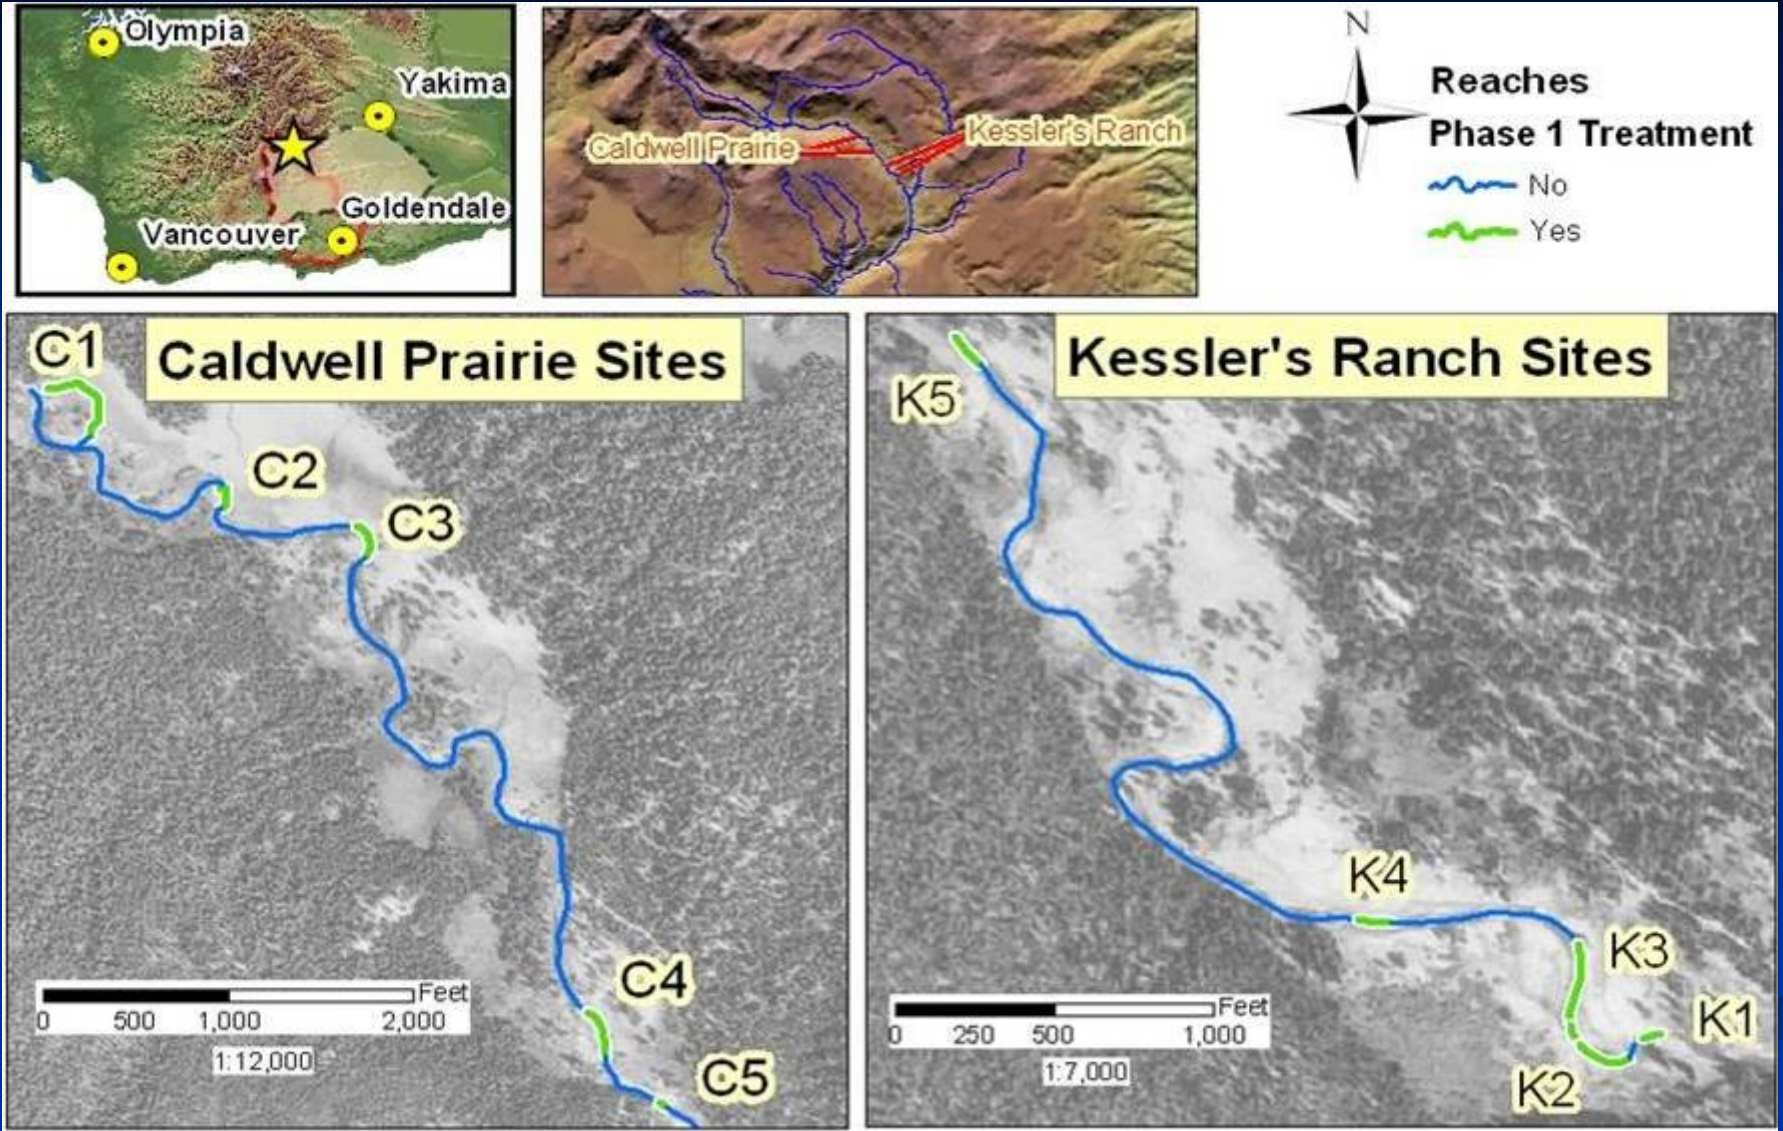 Olympia
Yakima
Goldendale
Vancouver
Caldwell Prairie
Kessler's Ranch
N
Reaches
Phase 1 Treatment
No
Yes
C1
Caldwell Prairie Sites
C2
C3
C4
C5
Feet
0 500 1,000 2,000
1:12,000
Kessler's Ranch Sites
K5
K4
K3
K1
K2
Feet
0 250 500 1,000
1:7,000